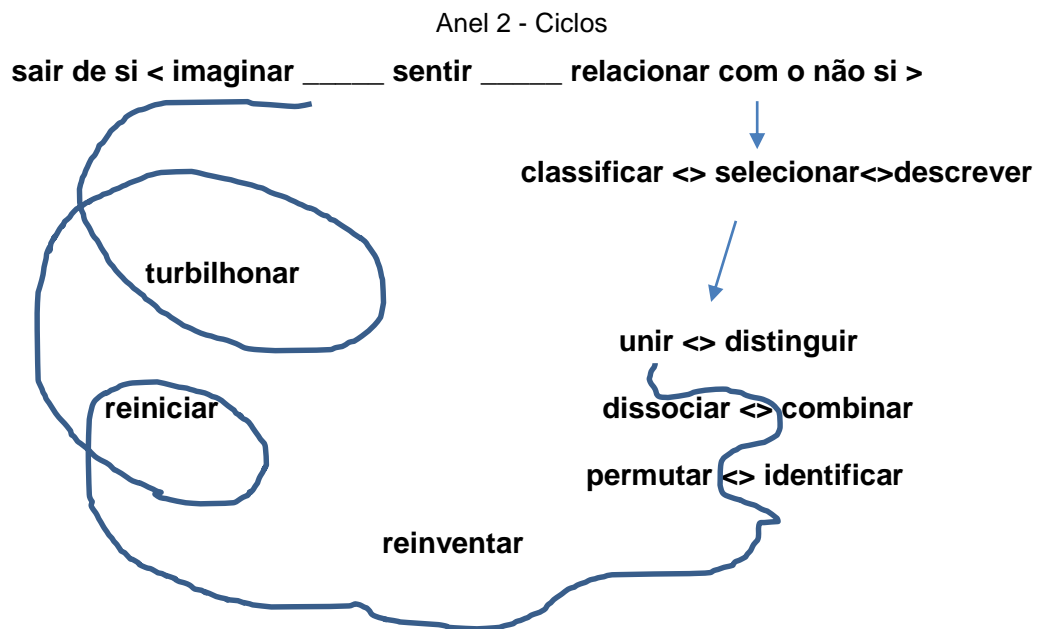 Anel 2 - Ciclos
sair de si < imaginar _____ sentir _____ relacionar com o não si >
classificar <> selecionar<>descrever
turbilhonar
unir <> distinguir
reiniciar
dissociar <> combinar
permutar <> identificar
reinventar